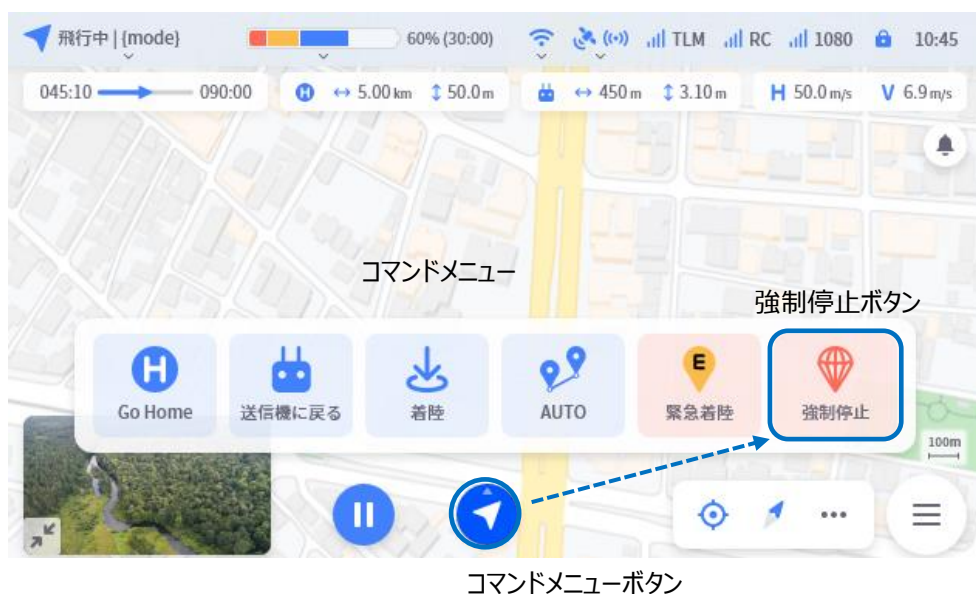 飛行中 | {mode}
60% (30:00)
TLM
RC
1080
10:45
045:10
090:00
H
5.00 km
50.0 m
450 m
3.10 m
H 50.0 m/s
V 6.9 m/s
コマンドメニュー
強制停止ボタン
H
E
Go Home
送信機に戻る
着陸
AUTO
緊急着陸
強制停止
100m
コマンドメニューボタン